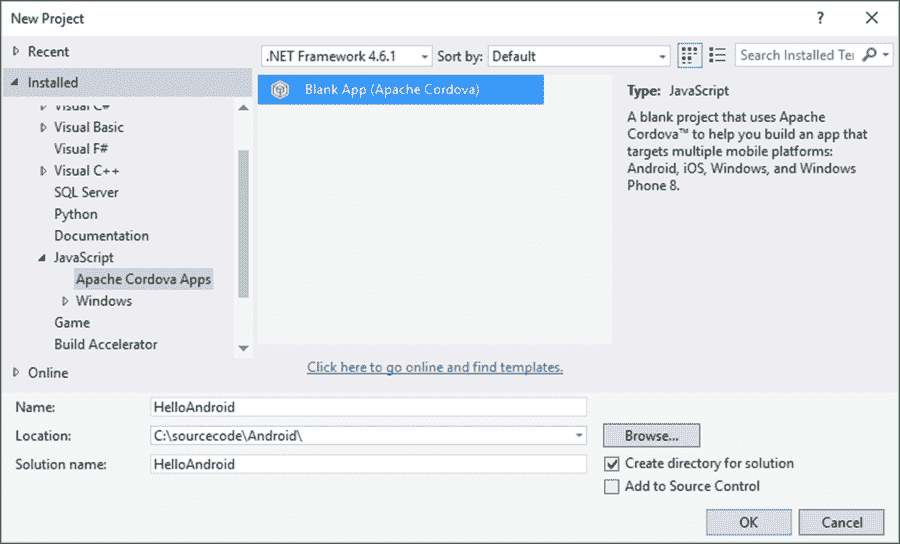 New Project
?
Recent
.NET Framework 4.6.1
Sort by:
Default
Search Installed Te
Installed
Visual C#
Visual Basic
Visual F#
Visual C++
SQL Server
Python
Documentation
JavaScript
Apache Cordova Apps
Windows
Game
Build Accelerator
Online
Blank App (Apache Cordova)
Click here to go online and find templates.
Type: JavaScript
A blank project that uses Apache
Cordova™ to help you build an app that
targets multiple mobile platforms:
Android, iOS, Windows, and Windows
Phone 8.
Name:
HelloAndroid
Location:
C:\sourcecode\Android\
Browse...
Solution name:
HelloAndroid
Create directory for solution
Add to Source Control
OK
Cancel